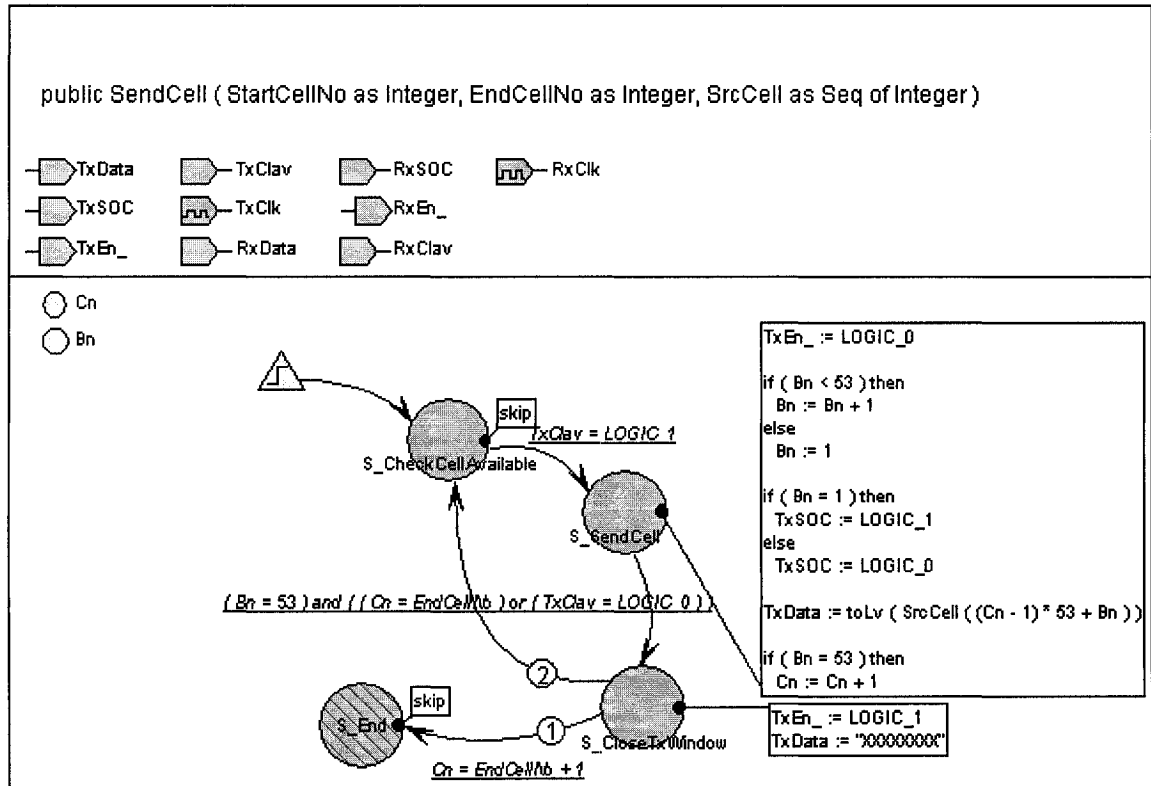 public SendCell ( StartCellNo as Integer, EndCellNo as Integer, SrcCell as Seq of Integer )
TxData TxClav RxSOC RxClk
TxSOC TxClk RxEn_
TxEn_ RxData RxClav
Cn
Bn
skip
TxClav = LOGIC_1
S_CheckCellAvailable
S_SendCell
( Bn = 53 ) and ( ( Cn = EndCellNb ) or ( TxClav = LOGIC_0 ) )
2
skip
S_End
1
S_CloseTxWindow
Cn = EndCellNb + 1
TxEn_ := LOGIC_0
if ( Bn < 53 ) then
Bn := Bn + 1
else
Bn := 1
if ( Bn = 1 ) then
TxSOC := LOGIC_1
else
TxSOC := LOGIC_0
TxData := toLv ( SrcCell ( (Cn - 1) * 53 + Bn ) )
if ( Bn = 53 ) then
Cn := Cn + 1
TxEn_ := LOGIC_1
TxData := "XXXXXXXX"